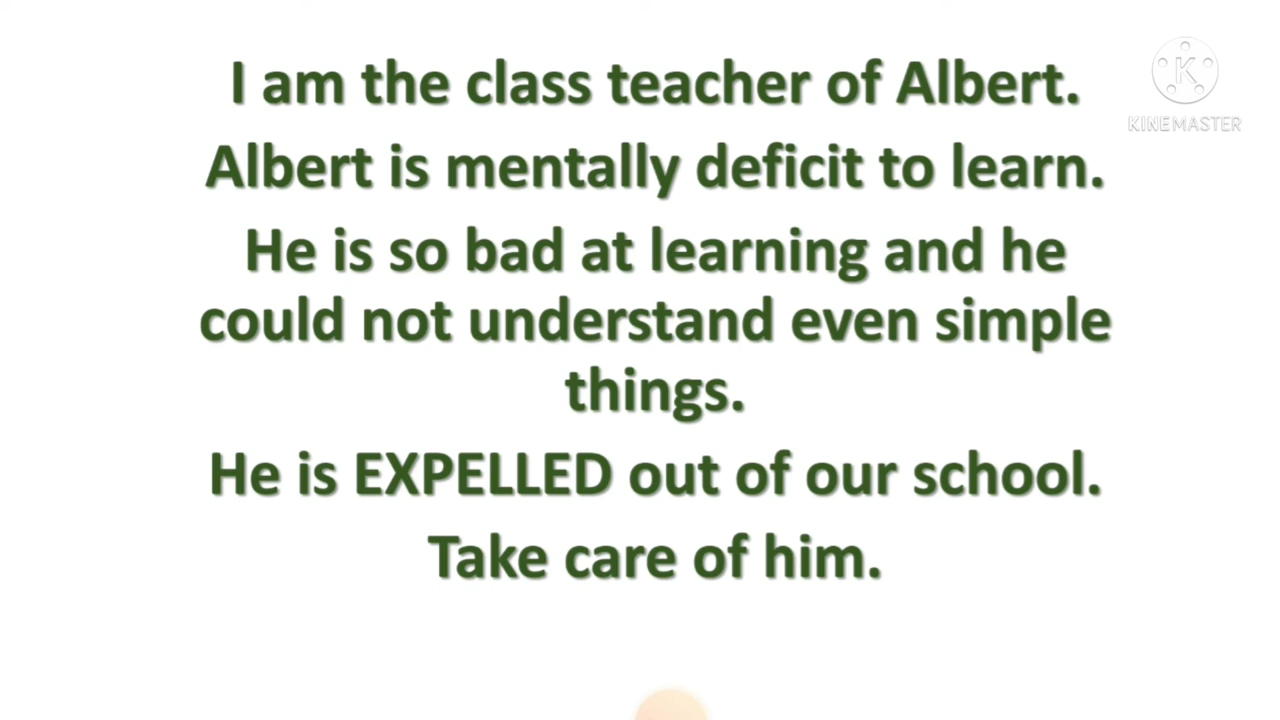 I am the class teacher of Albert.
KINEMASTER
Albert is mentally deficit to learn.
He is so bad at learning and he
could not understand even simple
things.
He is EXPELLED out of our school.
Take care of him.